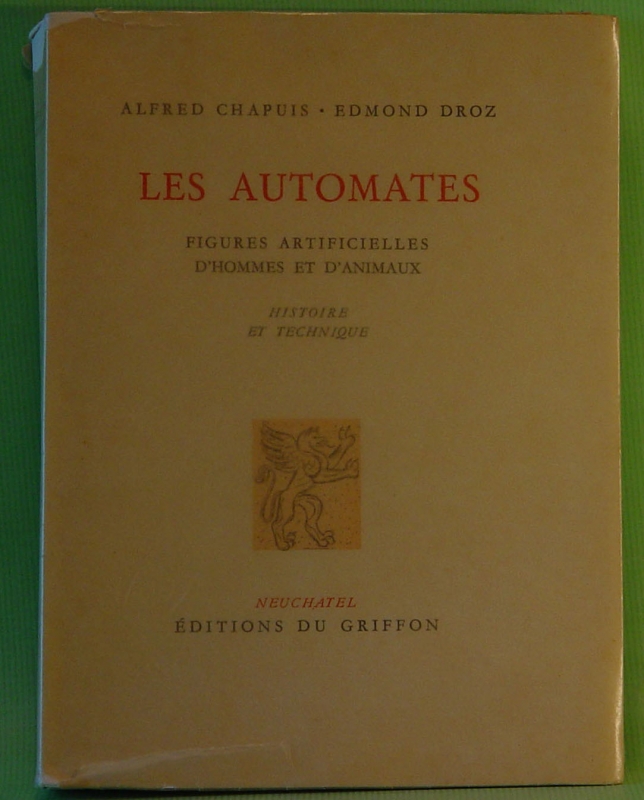 ALFRED CHAPUIS • EDMOND DROZ
LES AUTOMATES
FIGURES ARTIFICIELLES
D'HOMMES ET D'ANIMAUX
HISTOIRE
ET TECHNIQUE
NEUCHATEL
ÉDITIONS DU GRIFFON